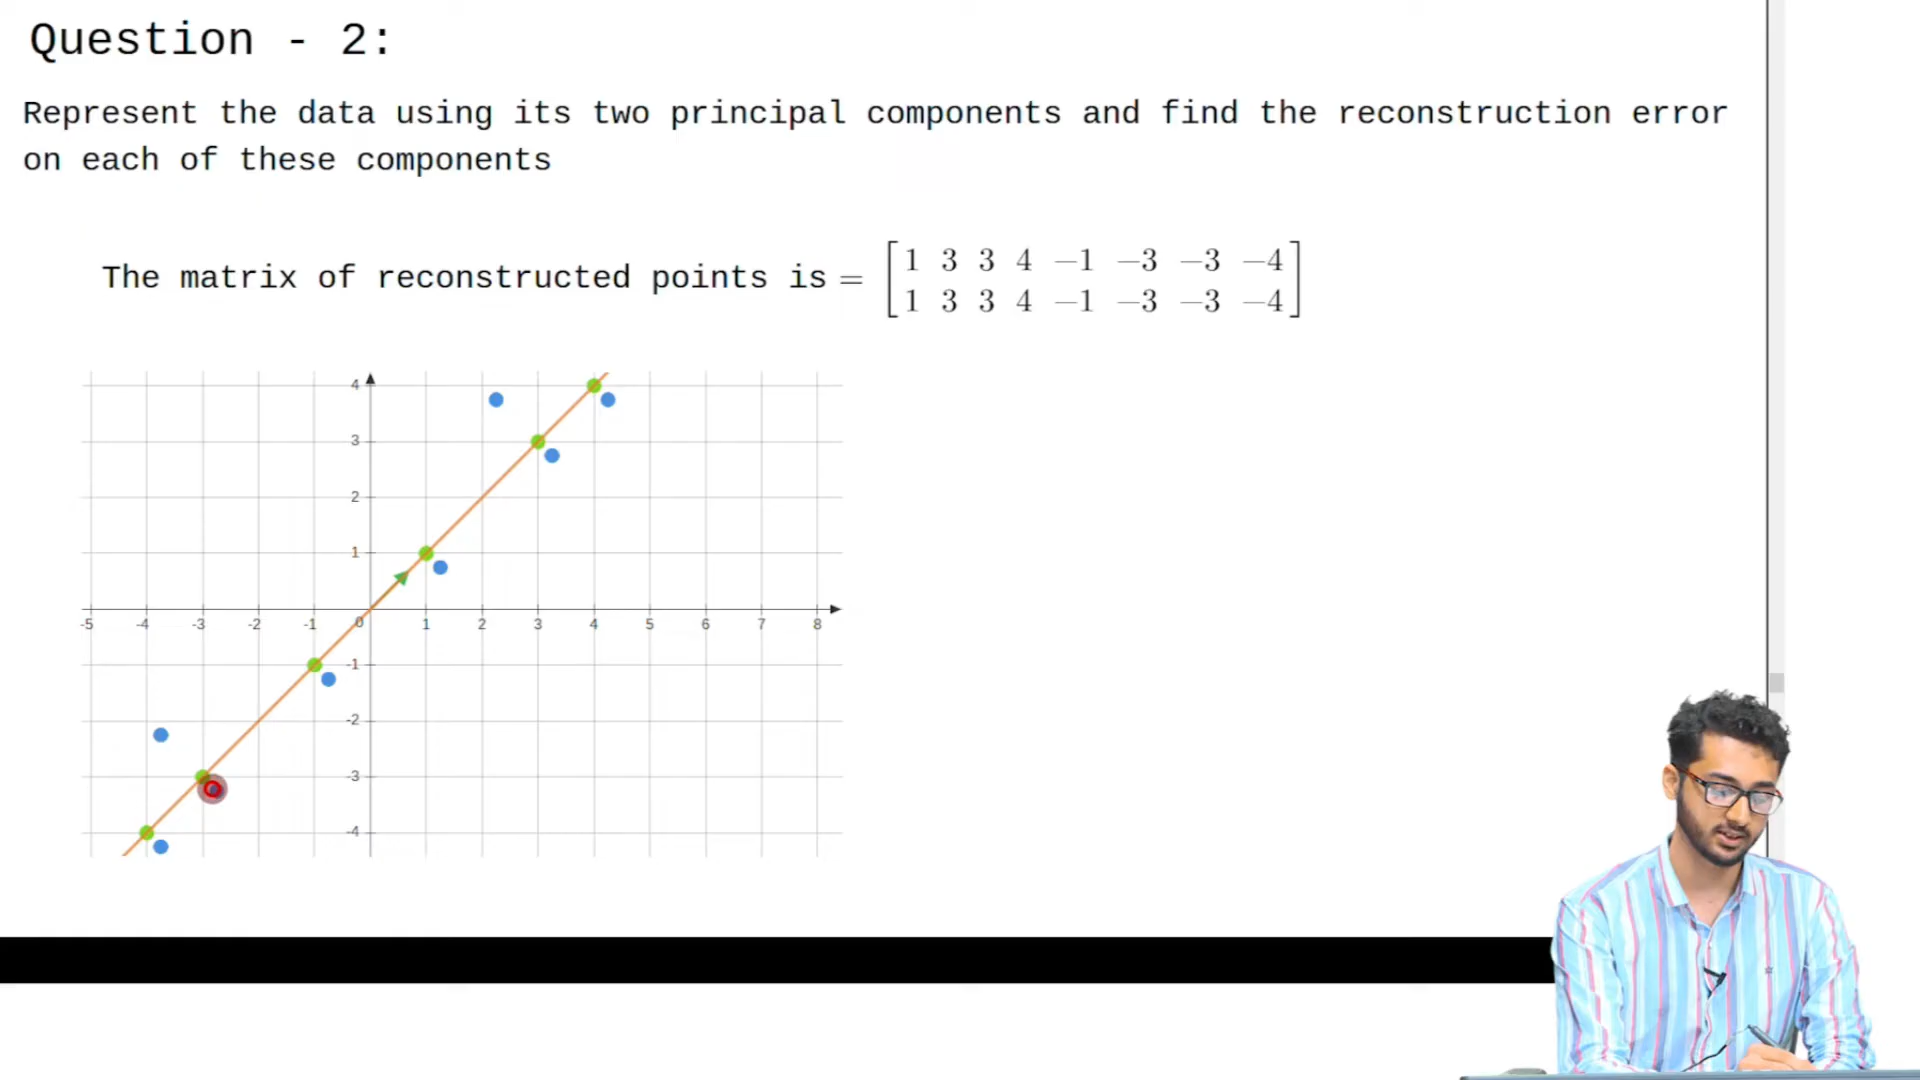 Question - 2:
Represent the data using its two principal components and find the reconstruction error
on each of these components
The matrix of reconstructed points is = [1 3 3 4 −1 −3 −3 −4]
[1 3 3 4 −1 −3 −3 −4]
4
3
2
1
-5 -4 -3 -2 -1 0 1 2 3 4 5 6 7 8
-1
-2
-3
-4